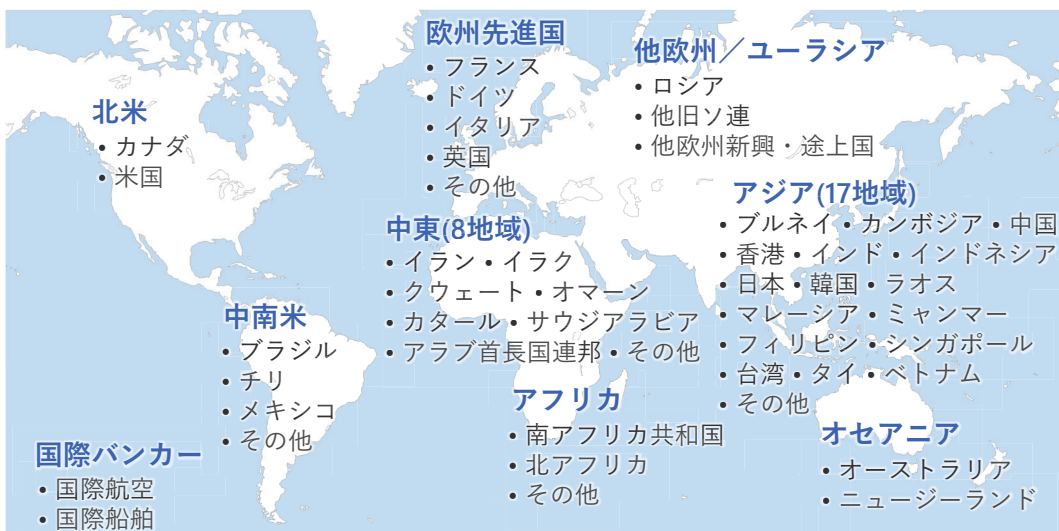 欧州先進国
• フランス
• ドイツ
• イタリア
• 英国
• その他
他欧州／ユーラシア
• ロシア
• 他旧ソ連
• 他欧州新興・途上国
北米
• カナダ
• 米国
アジア(17地域)
• ブルネイ • カンボジア • 中国
• 香港 • インド • インドネシア
• 日本 • 韓国 • ラオス
• マレーシア • ミャンマー
• フィリピン • シンガポール
• 台湾 • タイ • ベトナム
• その他
中東(8地域)
• イラン • イラク
• クウェート • オマーン
• カタール • サウジアラビア
• アラブ首長国連邦 • その他
中南米
• ブラジル
• チリ
• メキシコ
• その他
アフリカ
• 南アフリカ共和国
• 北アフリカ
• その他
オセアニア
• オーストラリア
• ニュージーランド
国際バンカー
• 国際航空
• 国際船舶